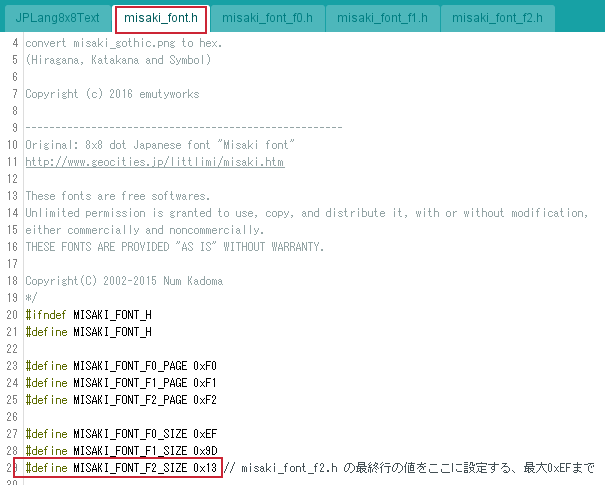 JPLang8x8Text misaki_font.h misaki_font_f0.h misaki_font_f1.h misaki_font_f2.h
4 convert misaki_gothic.png to hex.
5 (Hiragana, Katakana and Symbol)
6
7 Copyright (c) 2016 emutyworks
8
9 -----------------------------------------------------
10 Original: 8x8 dot Japanese font "Misaki font"
11 http://www.geocities.jp/littlimi/misaki.htm
12
13 These fonts are free softwares.
14 Unlimited permission is granted to use, copy, and distribute it, with or without modification,
15 either commercially and noncommercially.
16 THESE FONTS ARE PROVIDED "AS IS" WITHOUT WARRANTY.
17
18 Copyright(C) 2002-2015 Num Kadoma
19 */
20 #ifndef MISAKI_FONT_H
21 #define MISAKI_FONT_H
22
23 #define MISAKI_FONT_F0_PAGE 0xF0
24 #define MISAKI_FONT_F1_PAGE 0xF1
25 #define MISAKI_FONT_F2_PAGE 0xF2
26
27 #define MISAKI_FONT_F0_SIZE 0xEF
28 #define MISAKI_FONT_F1_SIZE 0x9D
29 #define MISAKI_FONT_F2_SIZE 0x13 // misaki_font_f2.h の最終行の値をここに設定する、最大0xEFまで